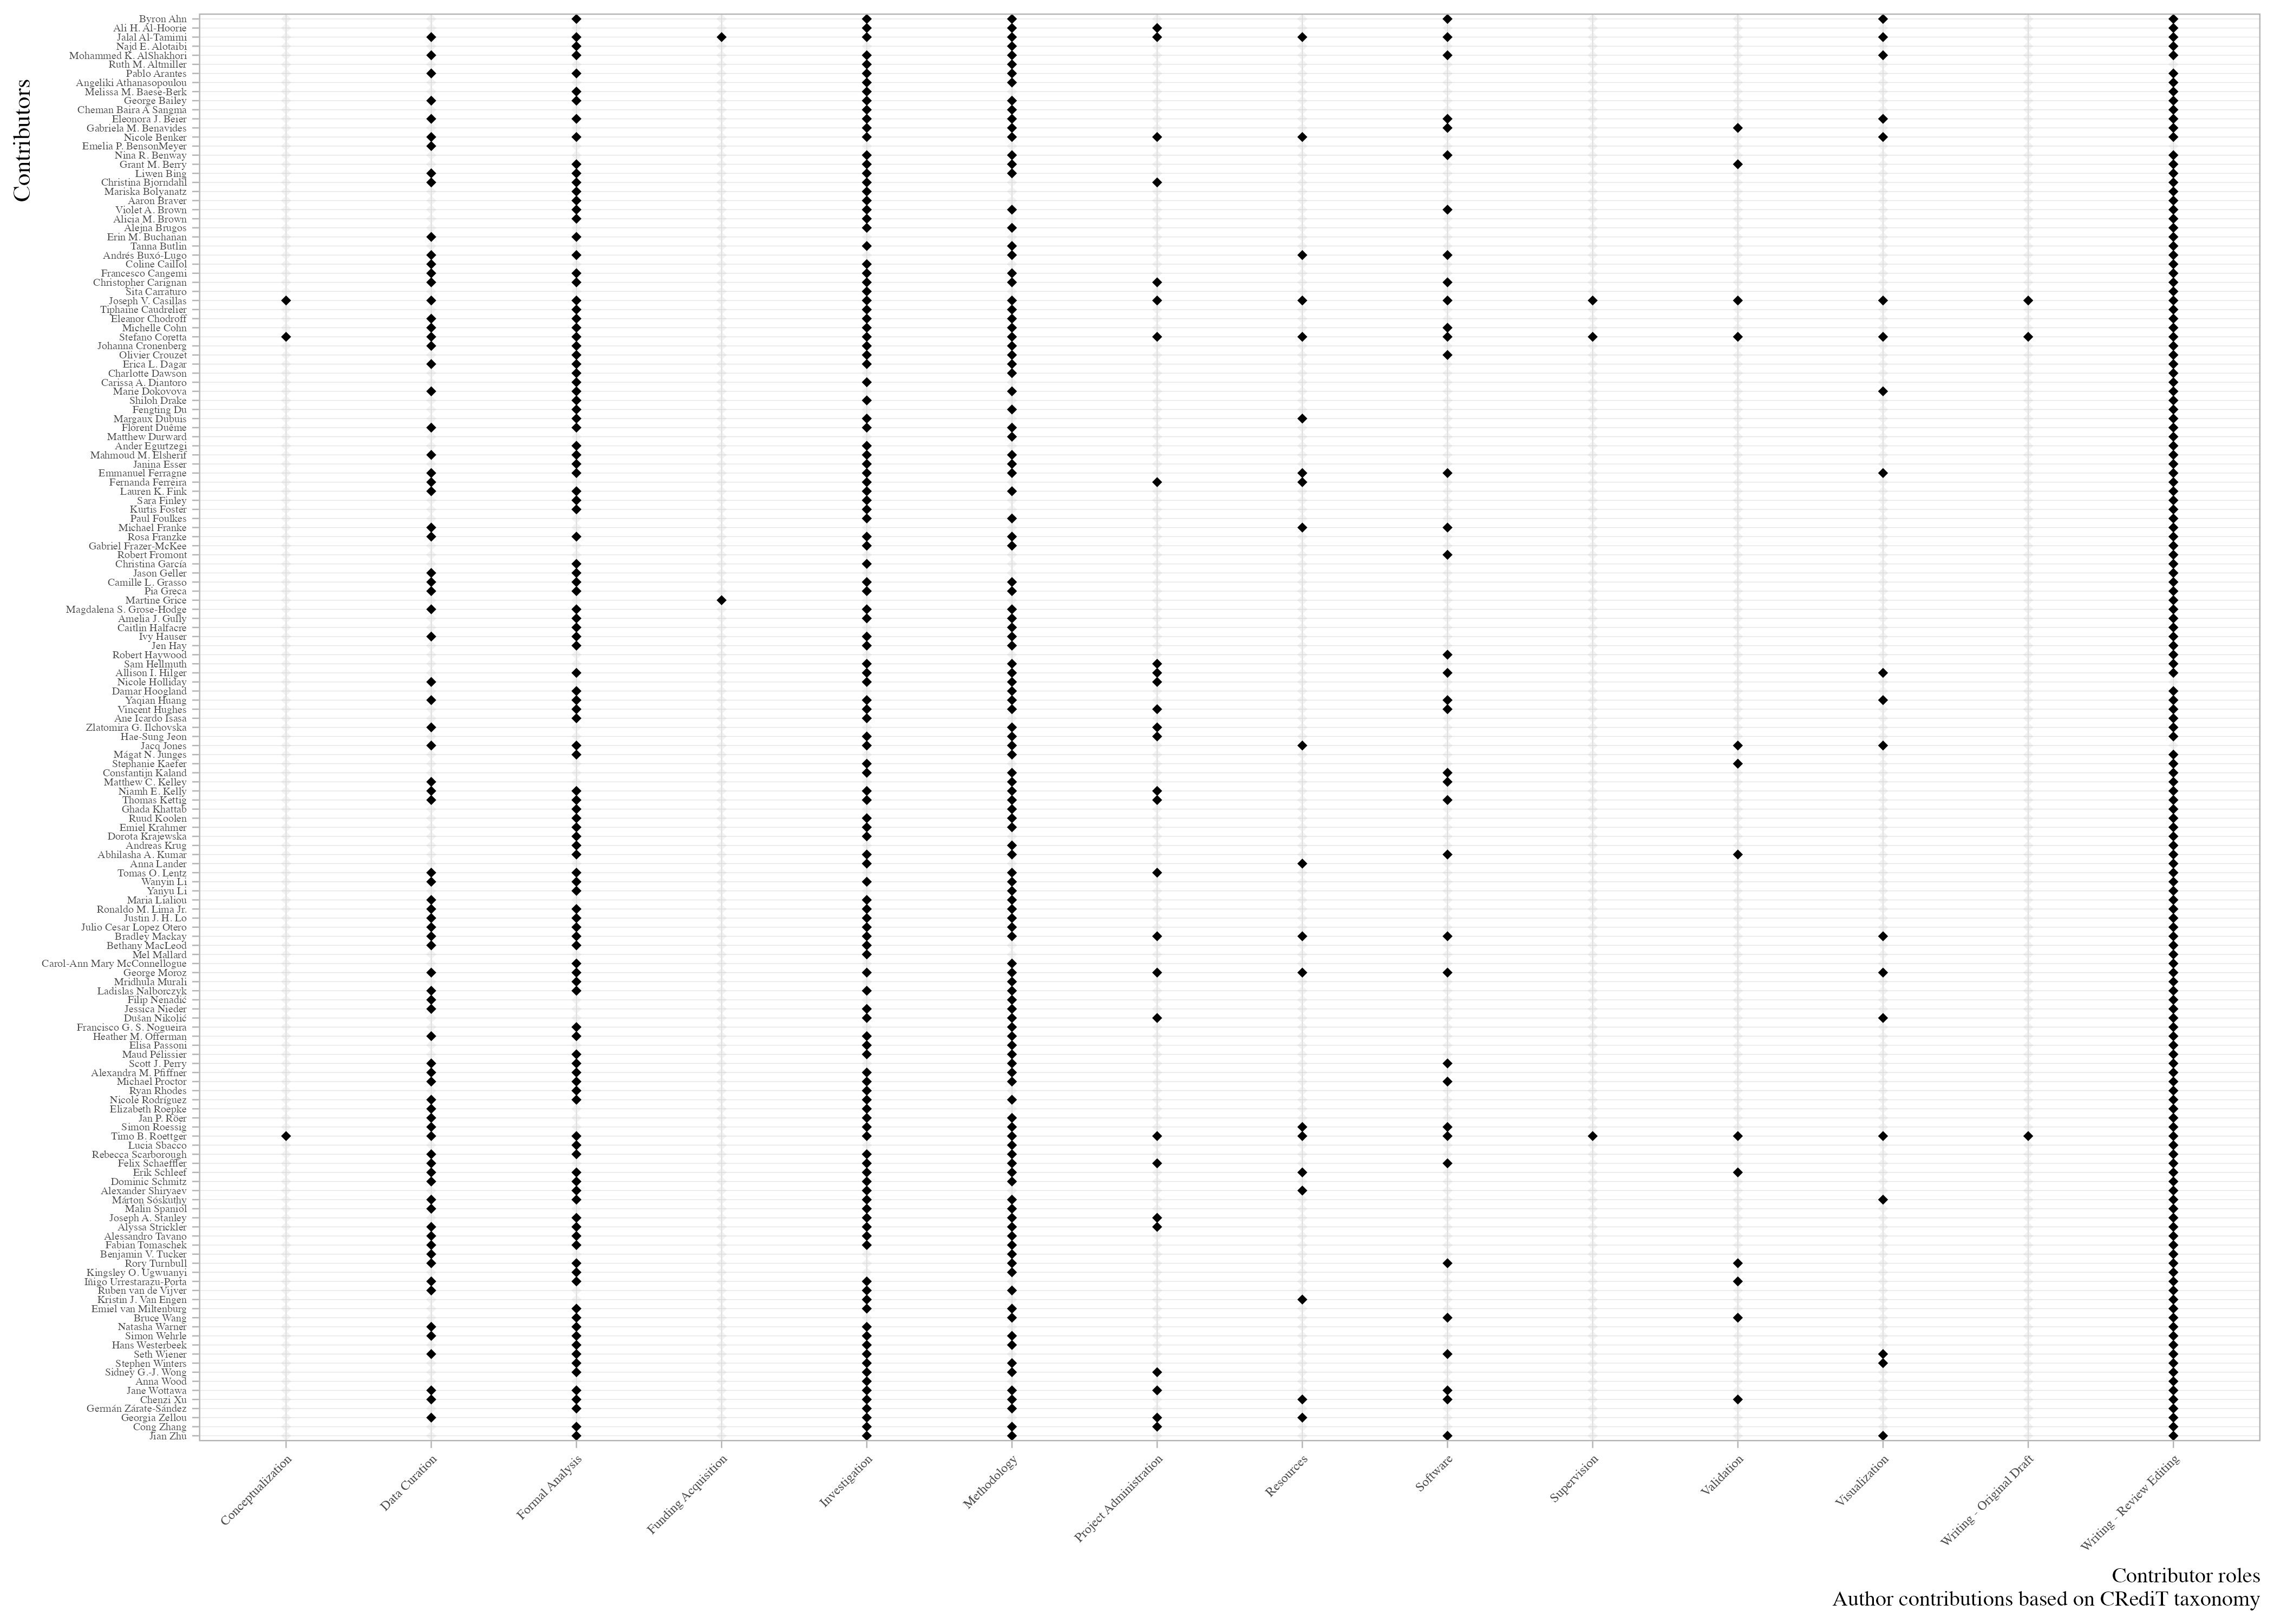 Contributors
Byron Ahn
Ali H. Al-Hoorie
Jalal Al-Tamimi
Najd E. Alotaibi
Mohammed K. AlShakhori
Ruth M. Altmiller
Pablo Arantes
Angeliki Athanasopoulou
Melissa M. Baese-Berk
George Bailey
Cheman Baira A Sangma
Eleonora J. Beier
Gabriela M. Benavides
Nicole Benker
Emelia P. BensonMeyer
Nina R. Benway
Grant M. Berry
Liwen Bing
Christina Bjorndahl
Mariska Bolyanatz
Aaron Braver
Violet A. Brown
Alicia M. Brown
Alejna Brugos
Erin M. Buchanan
Tanna Butlin
Andrés Buxó-Lugo
Coline Caillol
Francesco Cangemi
Christopher Carignan
Sita Carraturo
Joseph V. Casillas
Tiphaine Caudrelier
Eleanor Chodroff
Michelle Cohn
Stefano Coretta
Johanna Cronenberg
Olivier Crouzet
Erica L. Dagar
Charlotte Dawson
Carissa A. Diantoro
Marie Dokovova
Shiloh Drake
Fengting Du
Margaux Dubuis
Florent Duême
Matthew Durward
Ander Egurtzegi
Mahmoud M. Elsherif
Janina Esser
Emmanuel Ferragne
Fernanda Ferreira
Lauren K. Fink
Sara Finley
Kurtis Foster
Paul Foulkes
Michael Franke
Rosa Franzke
Gabriel Frazer-McKee
Robert Fromont
Christina García
Jason Geller
Camille L. Grasso
Pia Greca
Martine Grice
Magdalena S. Grose-Hodge
Amelia J. Gully
Caitlin Halfacre
Ivy Hauser
Jen Hay
Robert Haywood
Sam Hellmuth
Allison I. Hilger
Nicole Holliday
Damar Hoogland
Yaqian Huang
Vincent Hughes
Ane Icardo Isasa
Zlatomira G. Ilchovska
Hae-Sung Jeon
Jacq Jones
Mágat N. Junges
Stephanie Kaefer
Constantijn Kaland
Matthew C. Kelley
Niamh E. Kelly
Thomas Kettig
Ghada Khattab
Ruud Koolen
Emiel Krahmer
Dorota Krajewska
Andreas Krug
Abhilasha A. Kumar
Anna Lander
Tomas O. Lentz
Wanyin Li
Yanyu Li
Maria Lialiou
Ronaldo M. Lima Jr.
Justin J. H. Lo
Julio Cesar Lopez Otero
Bradley Mackay
Bethany MacLeod
Mel Mallard
Carol-Ann Mary McConnellogue
George Moroz
Mridhula Murali
Ladislas Nalborczyk
Filip Nenadić
Jessica Nieder
Dušan Nikolić
Francisco G. S. Nogueira
Heather M. Offerman
Elisa Passoni
Maud Pélissier
Scott J. Perry
Alexandra M. Pfiffner
Michael Proctor
Ryan Rhodes
Nicole Rodríguez
Elizabeth Roepke
Jan P. Röer
Simon Roessig
Timo B. Roettger
Lucia Sbacco
Rebecca Scarborough
Felix Schaeffler
Erik Schleef
Dominic Schmitz
Alexander Shiryaev
Márton Sóskuthy
Malin Spaniol
Joseph A. Stanley
Alyssa Strickler
Alessandro Tavano
Fabian Tomaschek
Benjamin V. Tucker
Rory Turnbull
Kingsley O. Ugwuanyi
Iñigo Urrestarazu-Porta
Ruben van de Vijver
Kristin J. Van Engen
Emiel van Miltenburg
Bruce Wang
Natasha Warner
Simon Wehrle
Hans Westerbeek
Seth Wiener
Stephen Winters
Sidney G.-J. Wong
Anna Wood
Jane Wottawa
Chenzi Xu
Germán Zárate-Sández
Georgia Zellou
Cong Zhang
Jian Zhu
Conceptualization
Data Curation
Formal Analysis
Funding Acquisition
Investigation
Methodology
Project Administration
Resources
Software
Supervision
Validation
Visualization
Writing - Original Draft
Writing - Review Editing
Contributor roles
Author contributions based on CRediT taxonomy